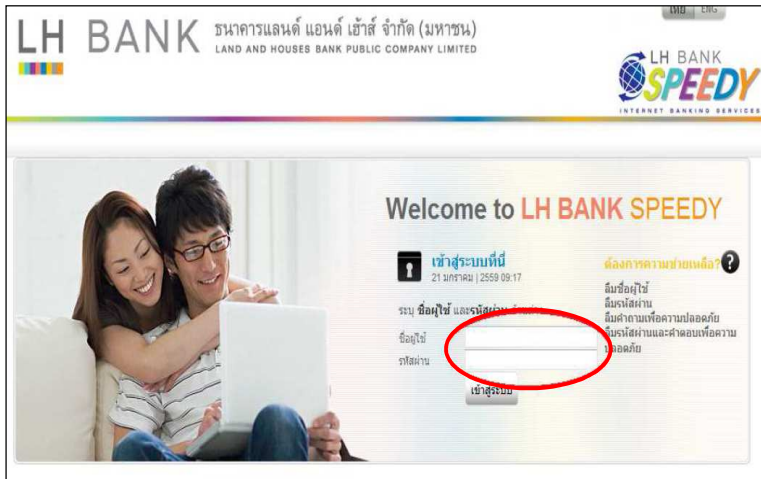 ไทย ENG
LH BANK ธนาคารแลนด์ แอนด์ เฮ้าส์ จำกัด (มหาชน)
LAND AND HOUSES BANK PUBLIC COMPANY LIMITED
LH BANK
SPEEDY
INTERNET BANKING SERVICES
Welcome to LH BANK SPEEDY
เข้าสู่ระบบที่นี่
21 มกราคม | 2559 09:17
ระบุ ชื่อผู้ใช้ และรหัสผ่าน
ชื่อผู้ใช้
รหัสผ่าน
เข้าสู่ระบบ
ต้องการความช่วยเหลือ?
ลืมชื่อผู้ใช้
ลืมรหัสผ่าน
ลืมคำถามเพื่อความปลอดภัย
ลืมรหัสผ่านและคำตอบเพื่อความ
ปลอดภัย